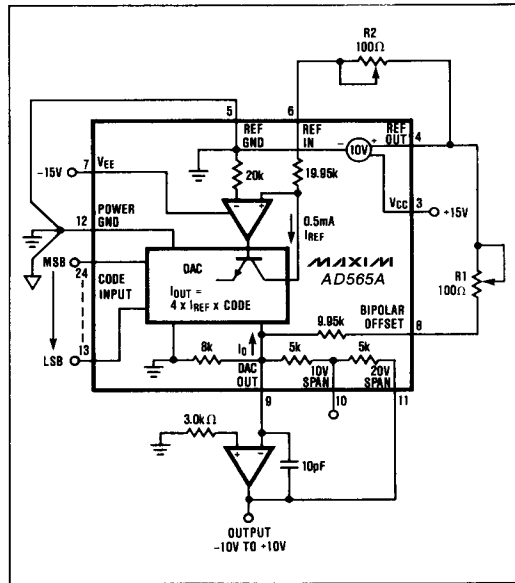 R2
100Ω
5
6
REF
GND
REF
IN
REF
OUT
4
-
+
10V
7
VEE
-15V
20k
19.95k
VCC
3
+15V
12
POWER
GND
-
+
0.5mA
IREF
MSB
24
CODE
INPUT
DAC
IOUT =
4 x IREF x CODE
MAXIM
AD565A
R1
100Ω
BIPOLAR
OFFSET
9.95k
8
13
LSB
8k
IO
DAC
OUT
5k
10V
SPAN
5k
20V
SPAN
9
10
11
3.0kΩ
+
-
10pF
OUTPUT
-10V TO +10V